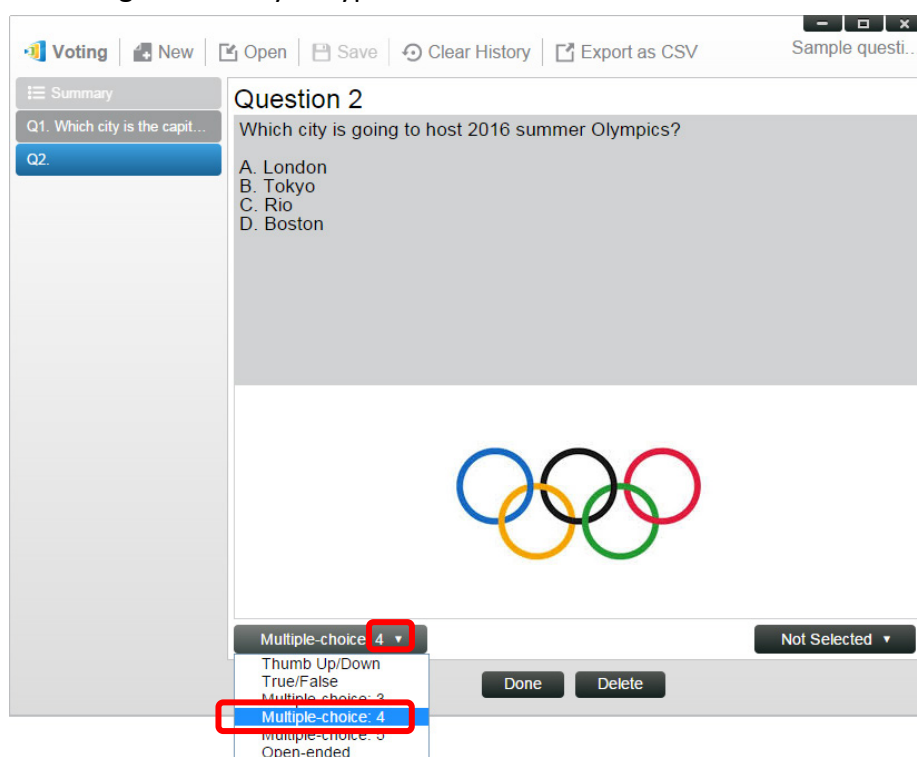 Voting New Open Save Clear History Export as CSV Sample questi..
Summary
Q1. Which city is the capit...
Q2.
Question 2
Which city is going to host 2016 summer Olympics?
A. London
B. Tokyo
C. Rio
D. Boston
Multiple-choice: 4 Not Selected
Thumb Up/Down
True/False
Multiple-choice: 3
Multiple-choice: 4
Multiple-choice: 5
Open-ended
Done Delete